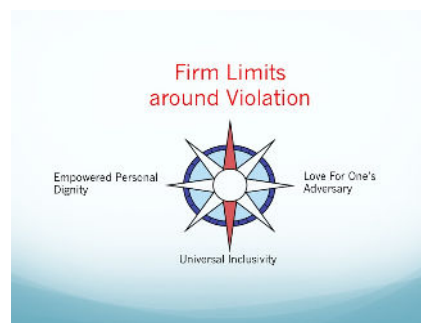 Firm Limits
around Violation
Empowered Personal
Dignity
Love For One's
Adversary
Universal Inclusivity